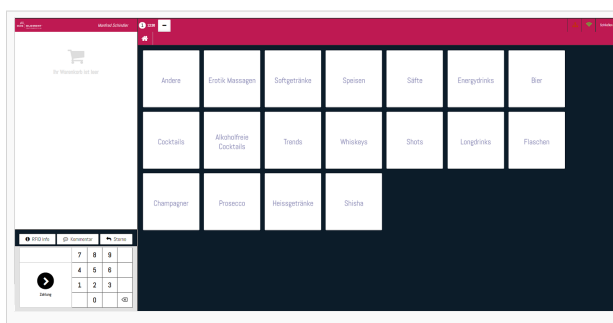 Manfred Schindler
Ihr Warenkorb ist leer
Andere
Erotik Massagen
Softgetränke
Speisen
Säfte
Energydrinks
Bier
Cocktails
Alkoholfreie
Cocktails
Trends
Whiskeys
Shots
Longdrinks
Flaschen
Champagner
Prosecco
Heissgetränke
Shisha
RFID Info
Kommentar
Storno
7 8 9
4 5 6
1 2 3
0
Zahlung